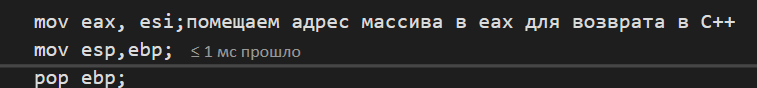 mov eax, esi;помещаем адрес массива в eax для возврата в C++
mov esp,ebp; ≤ 1 мс прошло
pop ebp;